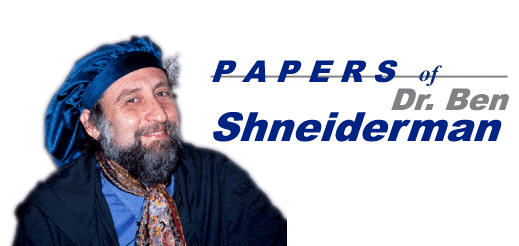 PAPERS of
Dr. Ben
Shneiderman